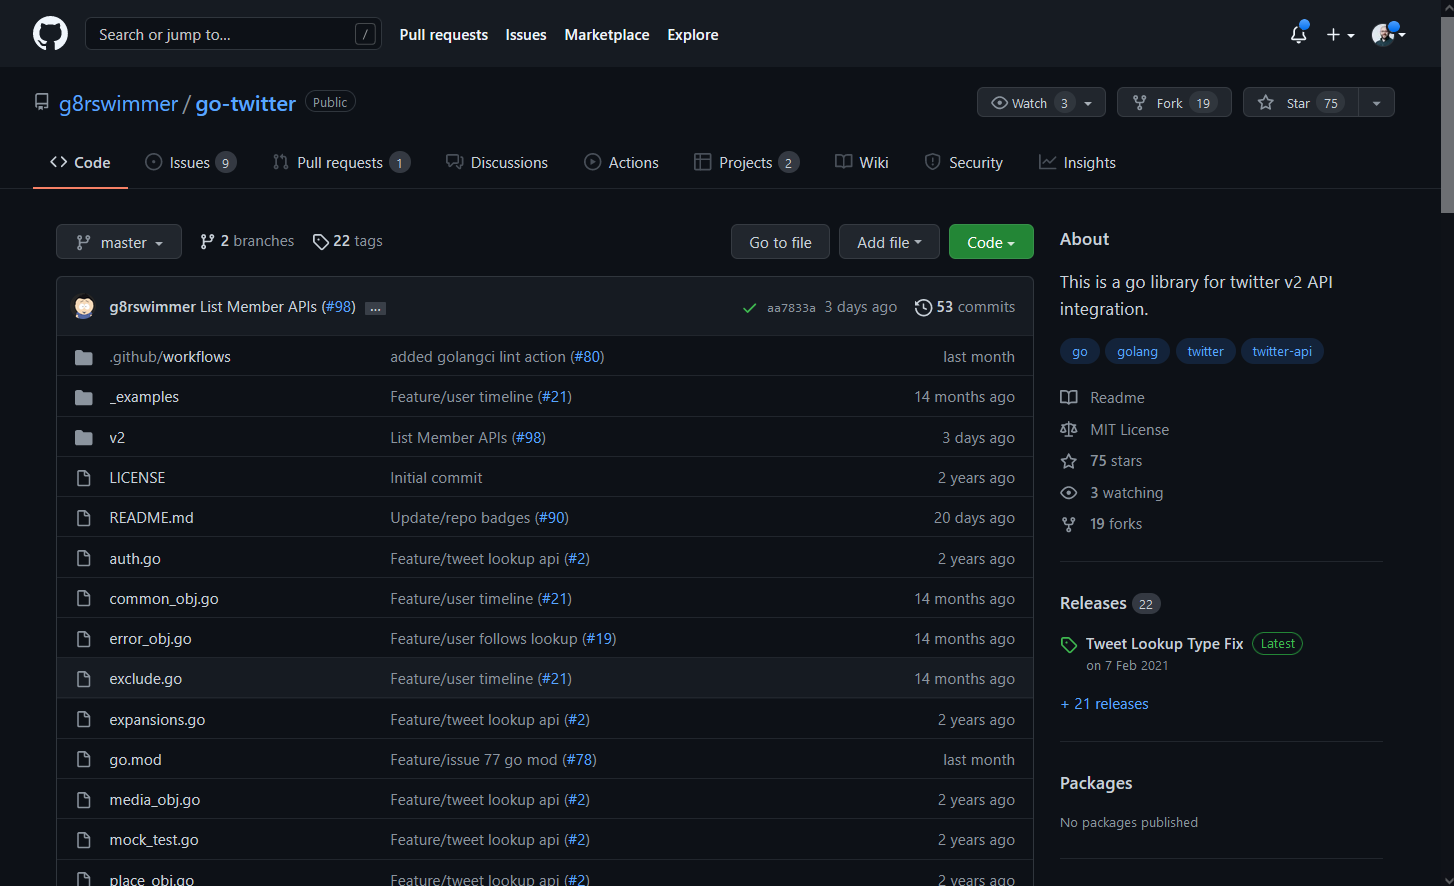 Search or jump to... /
Pull requests Issues Marketplace Explore
g8rswimmer / go-twitter Public
Watch 3 Fork 19 Star 75
Code Issues 9 Pull requests 1 Discussions Actions Projects 2 Wiki Security Insights
master 2 branches 22 tags Go to file Add file Code
g8rswimmer List Member APIs (#98) ... aa7833a 3 days ago 53 commits
.github/workflows added golangci lint action (#80) last month
_examples Feature/user timeline (#21) 14 months ago
v2 List Member APIs (#98) 3 days ago
LICENSE Initial commit 2 years ago
README.md Update/repo badges (#90) 20 days ago
auth.go Feature/tweet lookup api (#2) 2 years ago
common_obj.go Feature/user timeline (#21) 14 months ago
error_obj.go Feature/user follows lookup (#19) 14 months ago
exclude.go Feature/user timeline (#21) 14 months ago
expansions.go Feature/tweet lookup api (#2) 2 years ago
go.mod Feature/issue 77 go mod (#78) last month
media_obj.go Feature/tweet lookup api (#2) 2 years ago
mock_test.go Feature/tweet lookup api (#2) 2 years ago
place_obj.go Feature/tweet lookup api (#2) 2 years ago
About
This is a go library for twitter v2 API
integration.
go golang twitter twitter-api
Readme
MIT License
75 stars
3 watching
19 forks
Releases 22
Tweet Lookup Type Fix Latest
on 7 Feb 2021
+ 21 releases
Packages
No packages published